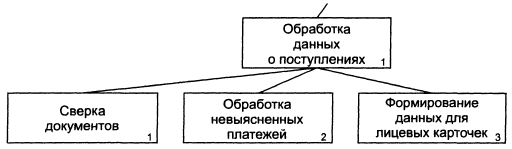 Обработка
данных
о поступлениях
1
Сверка
документов
1
Обработка
невыясненных
платежей
2
Формирование
данных для
лицевых карточек
3